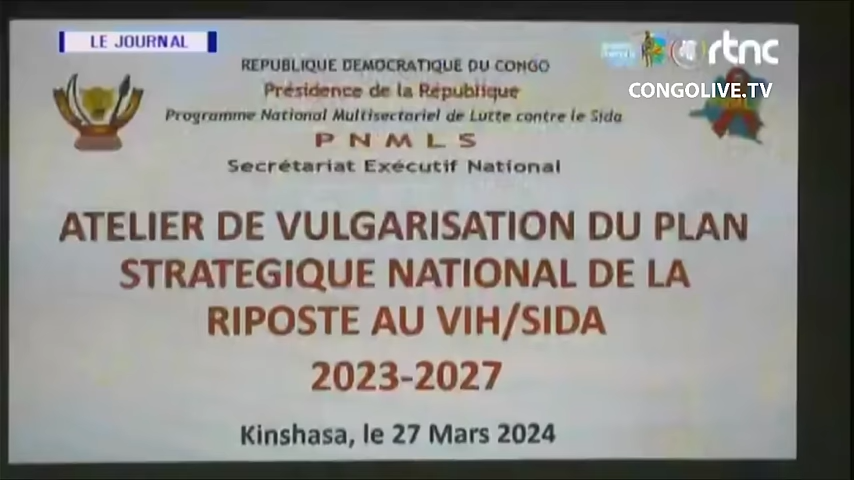 LE JOURNAL
rtnc
CONGOLIVE.TV
REPUBLIQUE DEMOCRATIQUE DU CONGO
Présidence de la République
Programme National Multisectoriel de Lutte contre le Sida
P N M L S
Secrétariat Exécutif National
ATELIER DE VULGARISATION DU PLAN
STRATEGIQUE NATIONAL DE LA
RIPOSTE AU VIH/SIDA
2023-2027
Kinshasa, le 27 Mars 2024